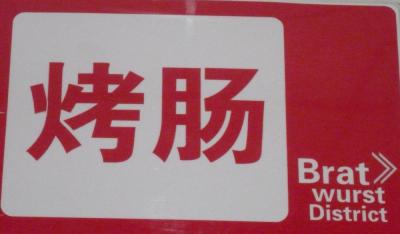 烤肠
Brat
wurst
District